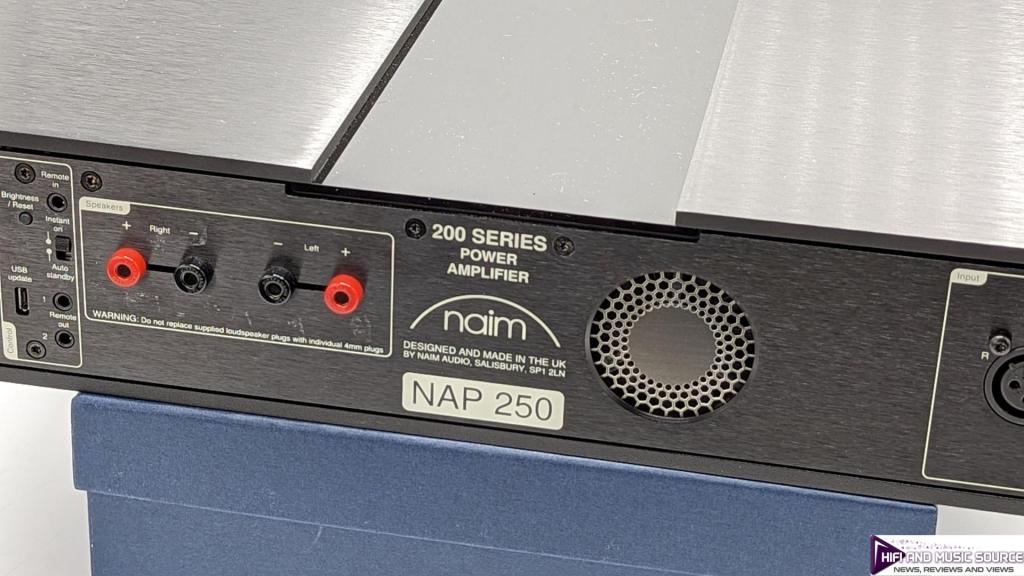 Remote
in
Brightness
/ Reset
Instant
on
Auto
standby
USB
update
1
Remote
out
2
Control
Speakers
+ Right −
− Left +
WARNING: Do not replace supplied loudspeaker plugs with individual 4mm plugs
200 SERIES
POWER
AMPLIFIER
naim
DESIGNED AND MADE IN THE UK
BY NAIM AUDIO, SALISBURY, SP1 2LN
NAP 250
Input
R
HIFI AND MUSIC SOURCE
NEWS, REVIEWS AND VIEWS